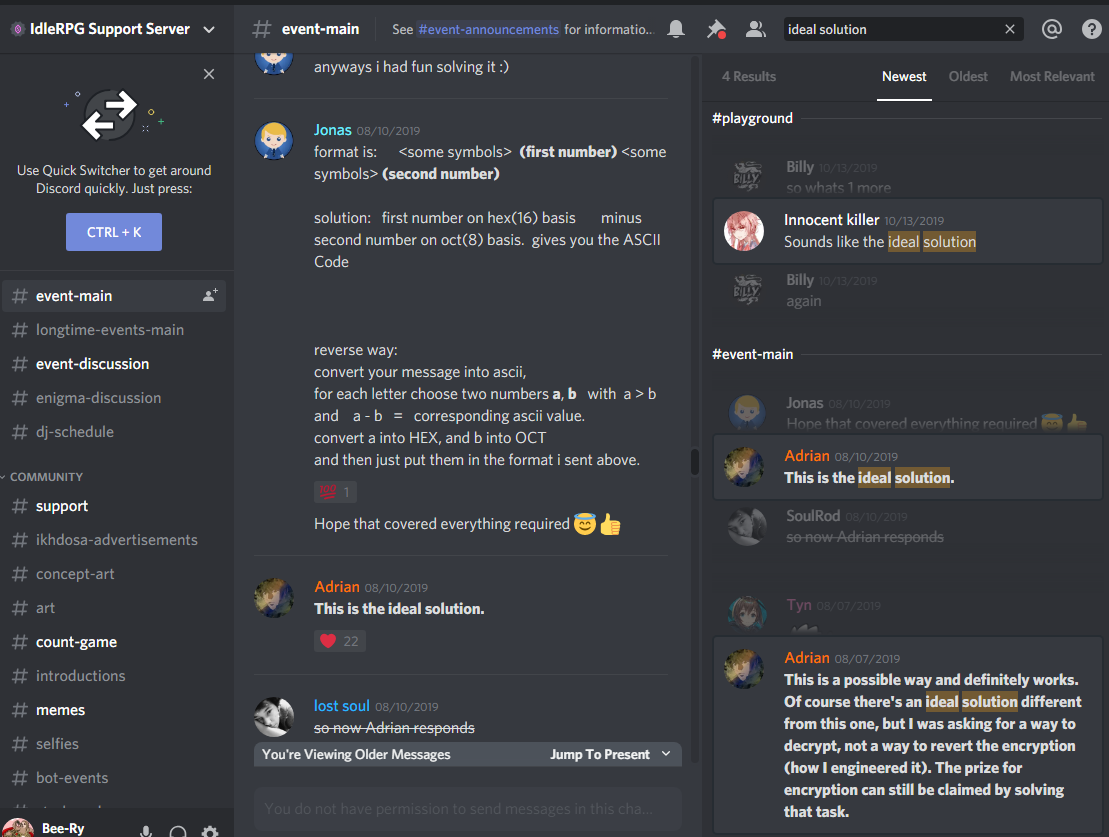 IdleRPG Support Server
Use Quick Switcher to get around
Discord quickly. Just press:
CTRL + K
# event-main
# longtime-events-main
# event-discussion
# enigma-discussion
# dj-schedule
COMMUNITY
# support
# ikhdosa-advertisements
# concept-art
# art
# count-game
# introductions
# memes
# selfies
# bot-events
Bee-Ry
# event-main
See #event-announcements for informatio...
ideal solution
anyways i had fun solving it :)
Jonas 08/10/2019
format is: <some symbols> (first number) <some
symbols> (second number)
solution: first number on hex(16) basis minus
second number on oct(8) basis. gives you the ASCII
Code
reverse way:
convert your message into ascii,
for each letter choose two numbers a, b with a > b
and a - b = corresponding ascii value.
convert a into HEX, and b into OCT
and then just put them in the format i sent above.
💯 1
Hope that covered everything required 😇👍
Adrian 08/10/2019
This is the ideal solution.
❤️ 22
lost soul 08/10/2019
so now Adrian responds
You're Viewing Older Messages Jump To Present
You do not have permission to send messages in this cha...
4 Results
Newest Oldest Most Relevant
#playground
Billy 10/13/2019
so whats 1 more
Innocent killer 10/13/2019
Sounds like the ideal solution
Billy 10/13/2019
again
#event-main
Jonas 08/10/2019
Hope that covered everything required 😇👍
Adrian 08/10/2019
This is the ideal solution.
SoulRod 08/10/2019
so now Adrian responds
Tyn 08/07/2019
Adrian 08/07/2019
This is a possible way and definitely works.
Of course there's an ideal solution different
from this one, but I was asking for a way to
decrypt, not a way to revert the encryption
(how I engineered it). The prize for
encryption can still be claimed by solving
that task.